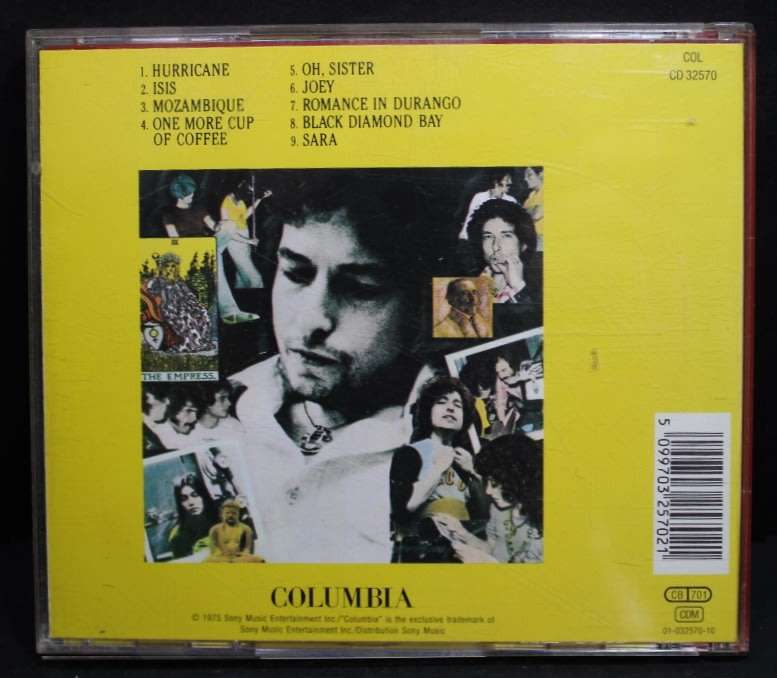 1. HURRICANE
2. ISIS
3. MOZAMBIQUE
4. ONE MORE CUP
OF COFFEE
5. OH, SISTER
6. JOEY
7. ROMANCE IN DURANGO
8. BLACK DIAMOND BAY
9. SARA
COL
CD 32570
III
THE EMPRESS.
5 099703 257021
COLUMBIA
© 1975 Sony Music Entertainment Inc./"Columbia" is the exclusive trademark of
Sony Music Entertainment Inc./Distribution Sony Music
CB 701
CDM
01-032570-10